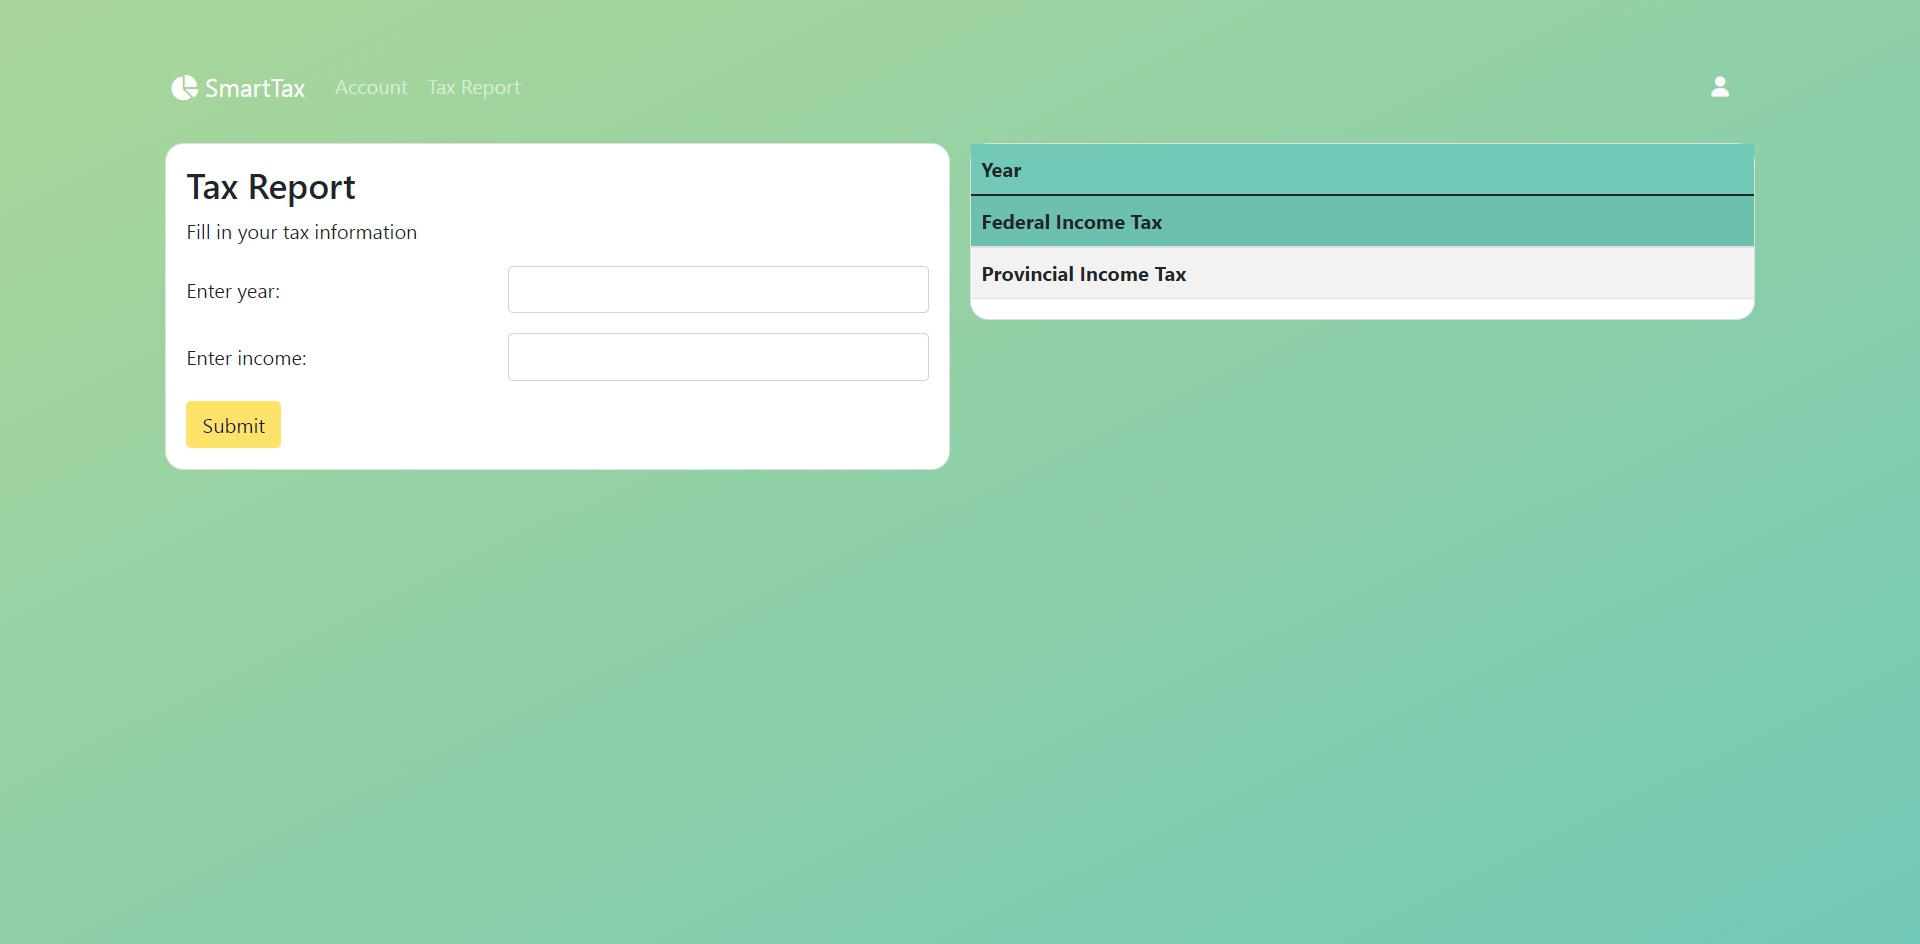 SmartTax Account Tax Report
Tax Report
Fill in your tax information
Enter year:
Enter income:
Submit
Year
Federal Income Tax
Provincial Income Tax